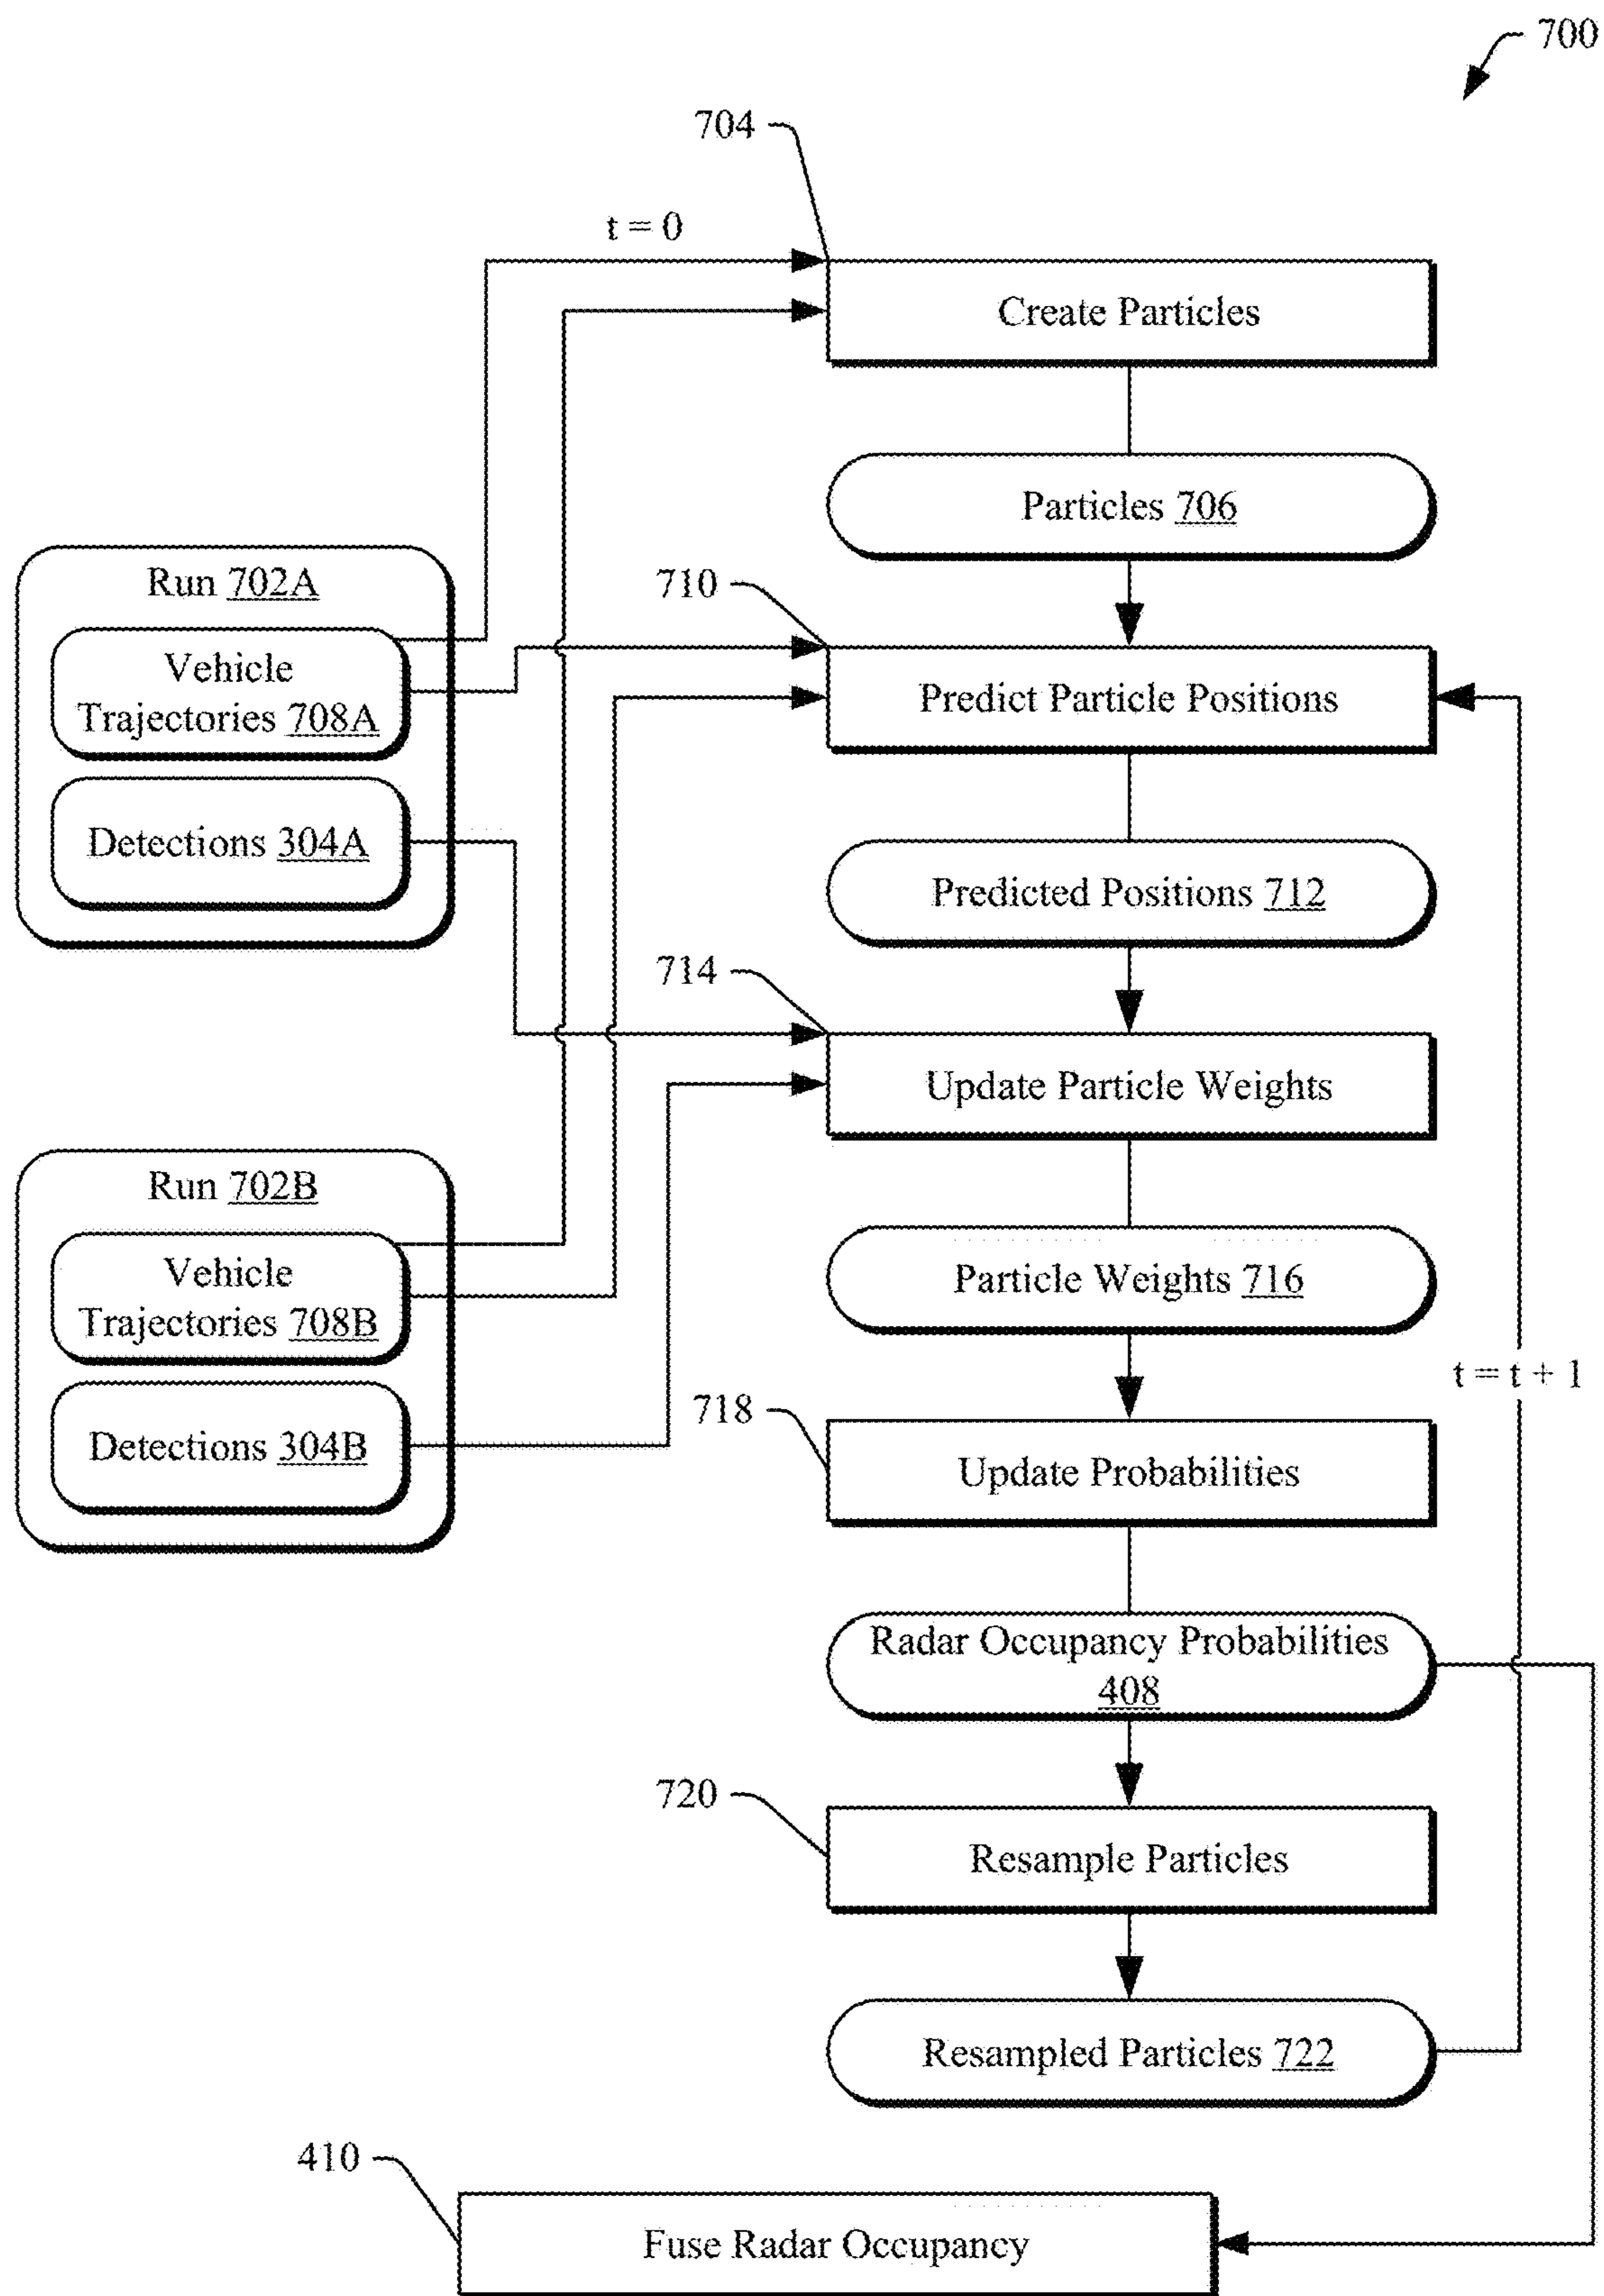 700
704
t = 0
Create Particles
Particles 706
Run 702A
710
Vehicle
Trajectories 708A
Predict Particle Positions
Detections 304A
Predicted Positions 712
714
Update Particle Weights
Run 702B
Vehicle
Trajectories 708B
Particle Weights 716
t = t + 1
718
Detections 304B
Update Probabilities
Radar Occupancy Probabilities
408
720
Resample Particles
Resampled Particles 722
410
Fuse Radar Occupancy